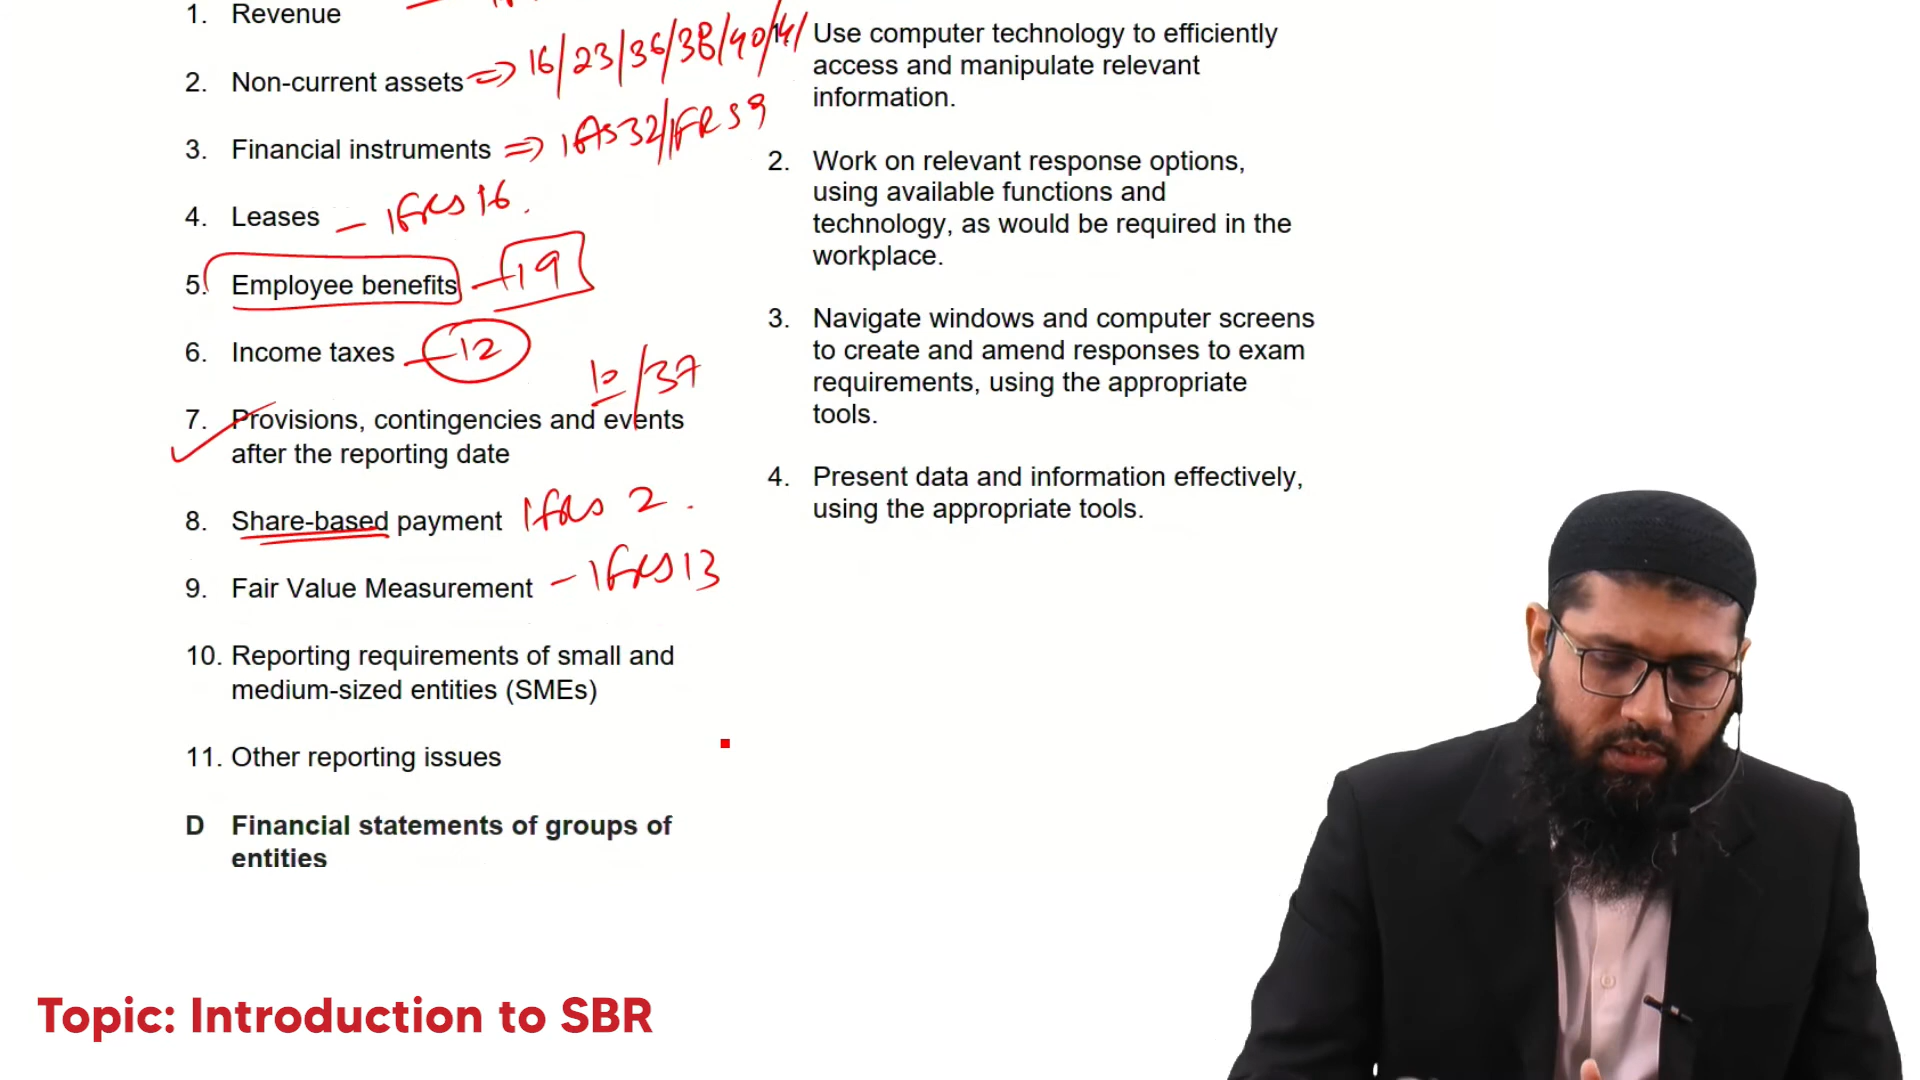 1. Revenue
2. Non-current assets => 16/23/36/38/40/41
3. Financial instruments => IAS32/IFRS9
4. Leases - IFRS 16.
5. Employee benefits - 19
6. Income taxes - 12
10/37
7. Provisions, contingencies and events
after the reporting date
8. Share-based payment IFRS 2.
9. Fair Value Measurement - IFRS 13
10. Reporting requirements of small and
medium-sized entities (SMEs)
11. Other reporting issues
D Financial statements of groups of
entities
Use computer technology to efficiently
access and manipulate relevant
information.
2. Work on relevant response options,
using available functions and
technology, as would be required in the
workplace.
3. Navigate windows and computer screens
to create and amend responses to exam
requirements, using the appropriate
tools.
4. Present data and information effectively,
using the appropriate tools.
Topic: Introduction to SBR